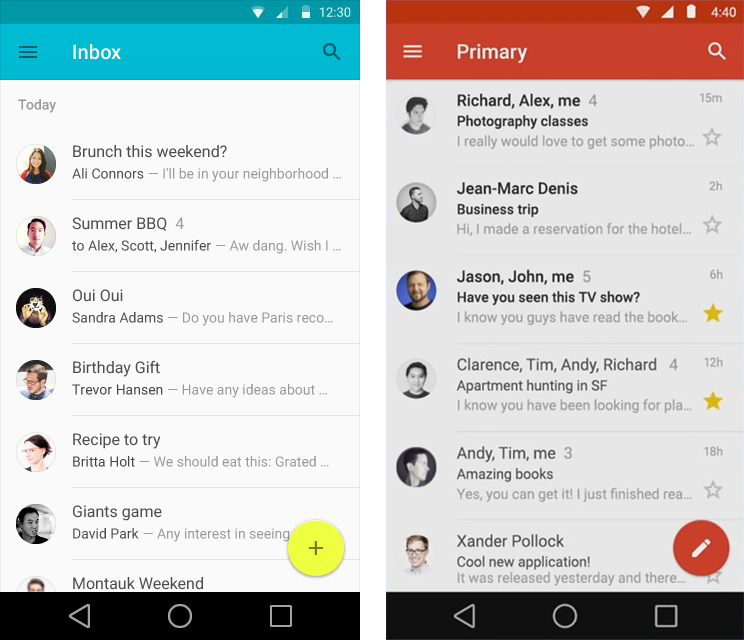 12:30
Inbox
Today
Brunch this weekend?
Ali Connors — I'll be in your neighborhood ...
Summer BBQ 4
to Alex, Scott, Jennifer — Aw dang. Wish I ...
Oui Oui
Sandra Adams — Do you have Paris reco...
Birthday Gift
Trevor Hansen — Have any ideas about ...
Recipe to try
Britta Holt — We should eat this: Grated ...
Giants game
David Park — Any interest in seeing
Montauk Weekend
4:40
Primary
Richard, Alex, me 4 15m
Photography classes
I really would love to get some photo...
Jean-Marc Denis 2h
Business trip
Hi, I made a reservation for the hotel...
Jason, John, me 5 6h
Have you seen this TV show?
I know you guys have read the book...
Clarence, Tim, Andy, Richard 4 12h
Apartment hunting in SF
I know you have been looking for pla...
Andy, Tim, me 3 18h
Amazing books
Yes, you can get it! I just finished rea...
Xander Pollock
Cool new application!
It was released yesterday and there...